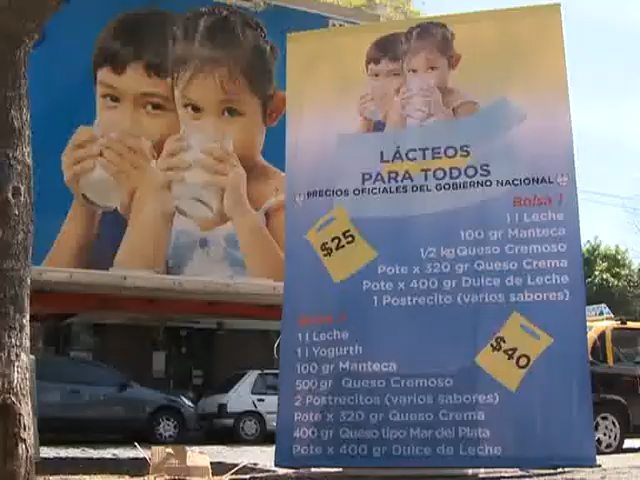 LÁCTEOS
PARA TODOS
PRECIOS OFICIALES DEL GOBIERNO NACIONAL
Bolsa 1
1 l Leche
100 gr Manteca
1/2 kg Queso Cremoso
Pote x 320 gr Queso Crema
Pote x 400 gr Dulce de Leche
1 Postrecito (varios sabores)
$25
1 l Leche
1 l Yogurth
100 gr Manteca
500 gr Queso Cremoso
2 Postrecitos (varios sabores)
Pote x 320 gr Queso Crema
400 gr Queso tipo Mar del Plata
Pote x 400 gr Dulce de Leche
$40